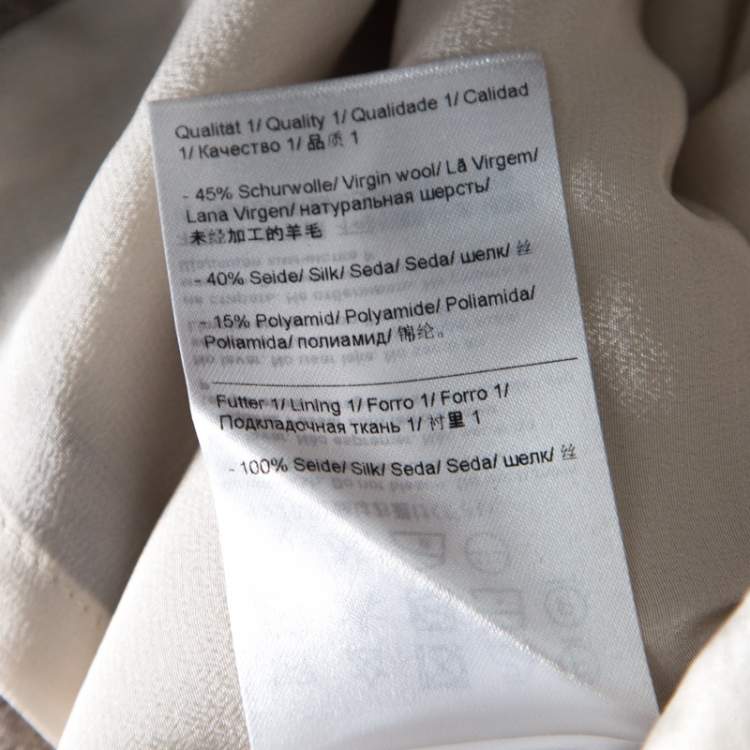 Qualität 1/ Quality 1/ Qualidade 1/ Calidad
1/ Качество 1/ 品质 1
- 45% Schurwolle/ Virgin wool/ Lã Virgem/
Lana Virgen/ натуральная шерсть/
未经加工的羊毛
- 40% Seide/ Silk/ Seda/ Seda/ шелк/ 丝
- 15% Polyamid/ Polyamide/ Poliamida/
Poliamida/ полиамид/ 锦纶。
Futter 1/ Lining 1/ Forro 1/ Forro 1/
Подкладочная ткань 1/ 衬里 1
- 100% Seide/ Silk/ Seda/ Seda/ шелк/ 丝